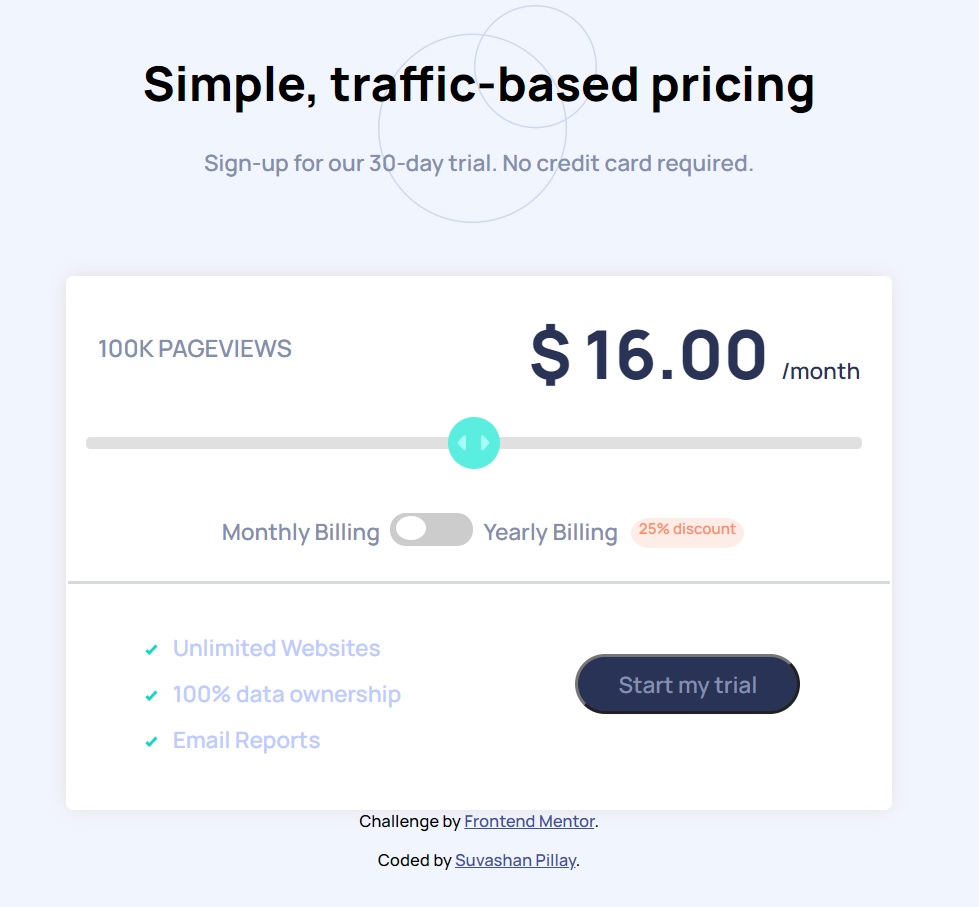 Simple, traffic-based pricing
Sign-up for our 30-day trial. No credit card required.
100K PAGEVIEWS
$ 16.00 /month
Monthly Billing Yearly Billing 25% discount
Unlimited Websites
100% data ownership
Email Reports
Start my trial
Challenge by Frontend Mentor.
Coded by Suvashan Pillay.